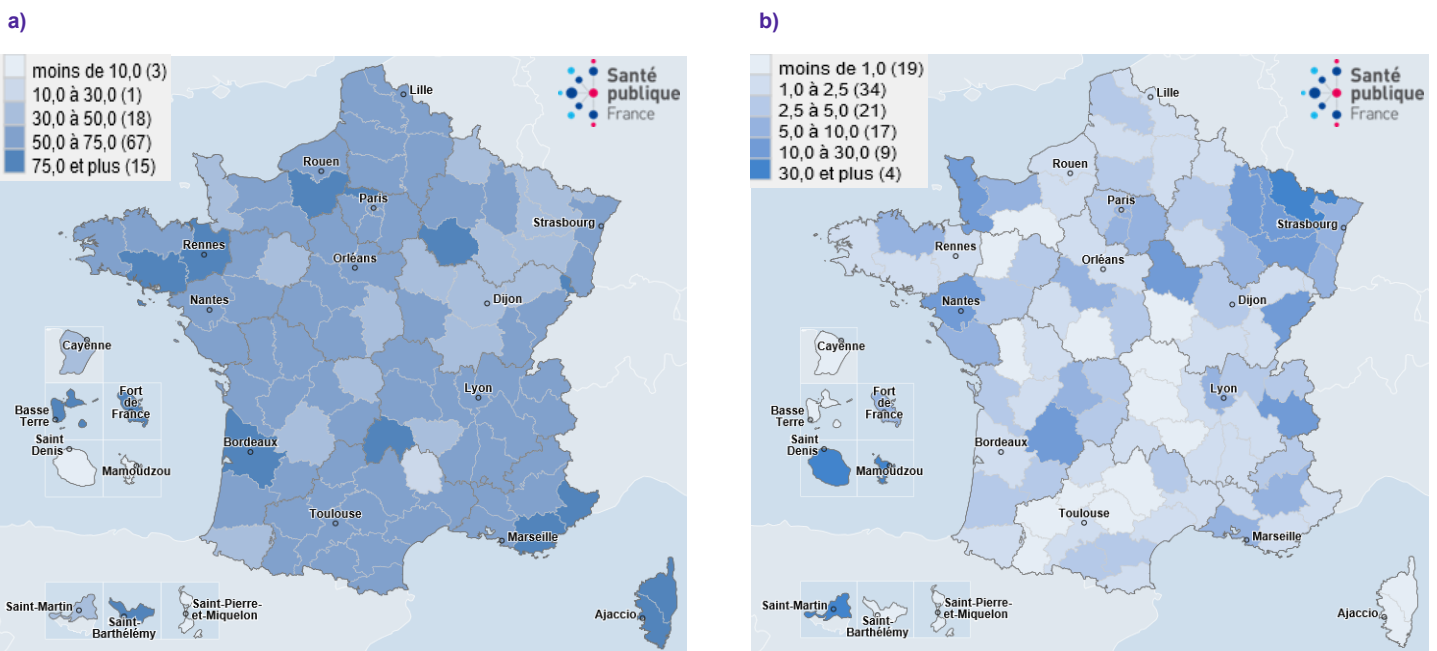 a)
moins de 10,0 (3)
10,0 à 30,0 (1)
30,0 à 50,0 (18)
50,0 à 75,0 (67)
75,0 et plus (15)
Santé
publique
France
Lille
Rouen
Paris
Strasbourg
Rennes
Orléans
Nantes
Dijon
Cayenne
Lyon
Fort
de
France
Basse
Terre
Saint
Denis
Bordeaux
Mamoudzou
Toulouse
Marseille
Saint-Martin
Saint-
Barthélémy
Saint-Pierre-
et-Miquelon
Ajaccio
b)
moins de 1,0 (19)
1,0 à 2,5 (34)
2,5 à 5,0 (21)
5,0 à 10,0 (17)
10,0 à 30,0 (9)
30,0 et plus (4)
Santé
publique
France
Lille
Rouen
Paris
Strasbourg
Rennes
Orléans
Nantes
Dijon
Cayenne
Lyon
Fort
de
France
Basse
Terre
Saint
Denis
Bordeaux
Mamoudzou
Toulouse
Marseille
Saint-Martin
Saint-
Barthélémy
Saint-Pierre-
et-Miquelon
Ajaccio